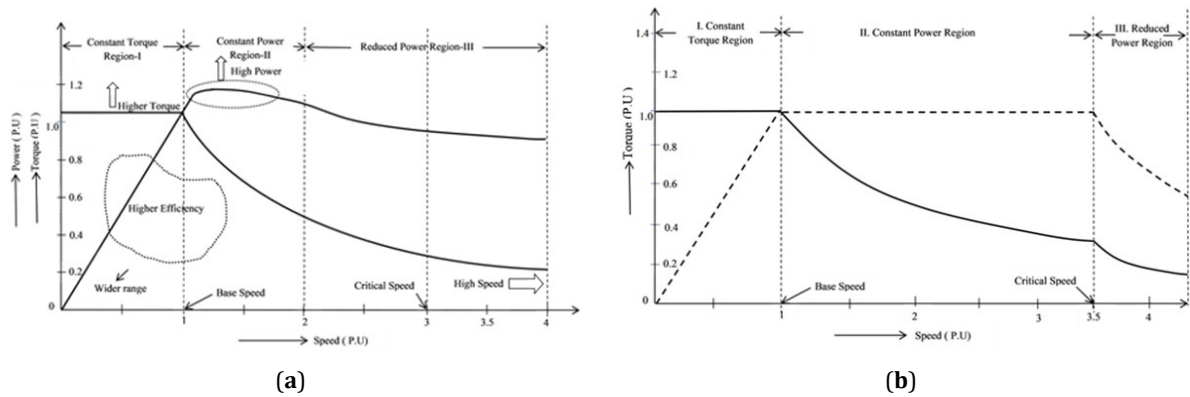 Constant Torque
Region-I
Constant Power
Region-II
Reduced Power Region-III
High Power
Higher Torque
1.2
1.0
0.8
0.6
0.4
0.2
0
Power ( P.U )
Torque (P.U)
Higher Efficiency
Wider range
Base Speed
Critical Speed
High Speed
1
2
3
3.5
4
Speed ( P.U)
(a)
I. Constant
Torque Region
II. Constant Power Region
III. Reduced
Power Region
1.4
1.0
0.8
0.6
0.4
0.2
0
Torque (P.U)
Base Speed
Critical Speed
1
2
3
3.5
4
Speed ( P.U)
(b)